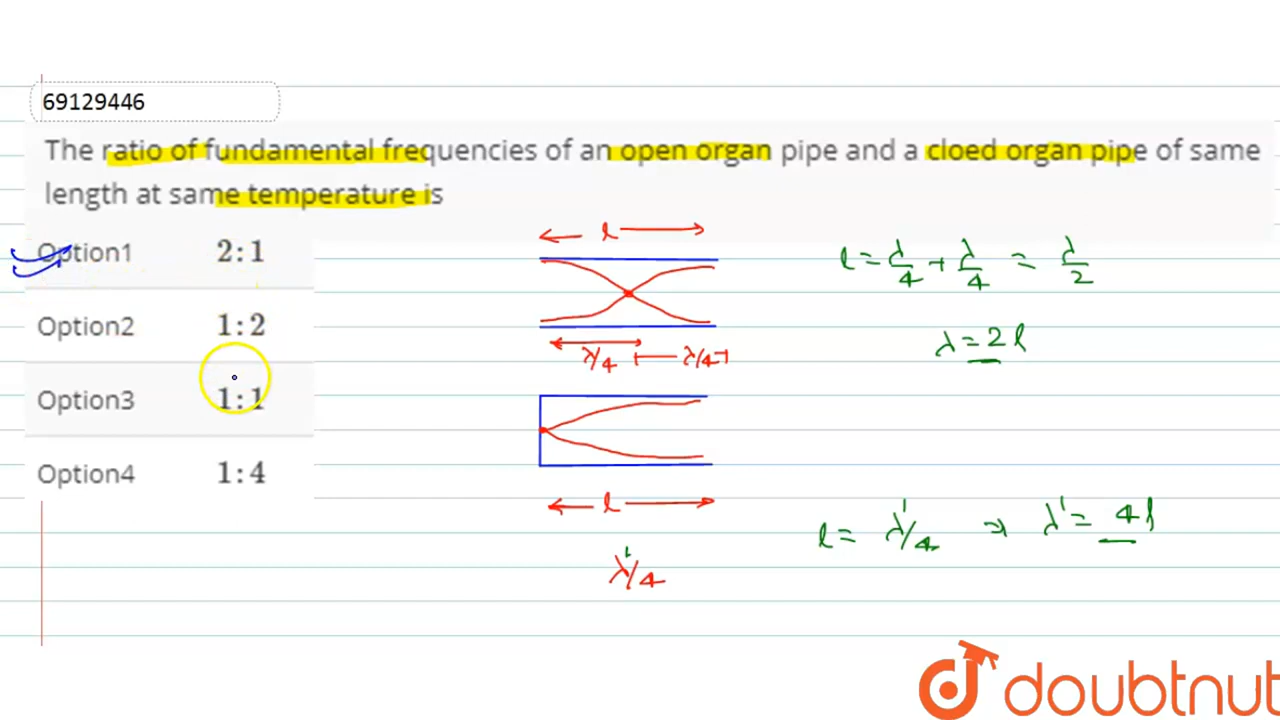 69129446
The ratio of fundamental frequencies of an open organ pipe and a cloed organ pipe of same
length at same temperature is
Option1 2:1
Option2 1:2
Option3 1:1
Option4 1:4
l
l = λ/4 + λ/4 = λ/2
λ = 2l
λ/4 λ/4
l
l = λ'/4 ⇒ λ' = 4l
λ'/4
doubtnut